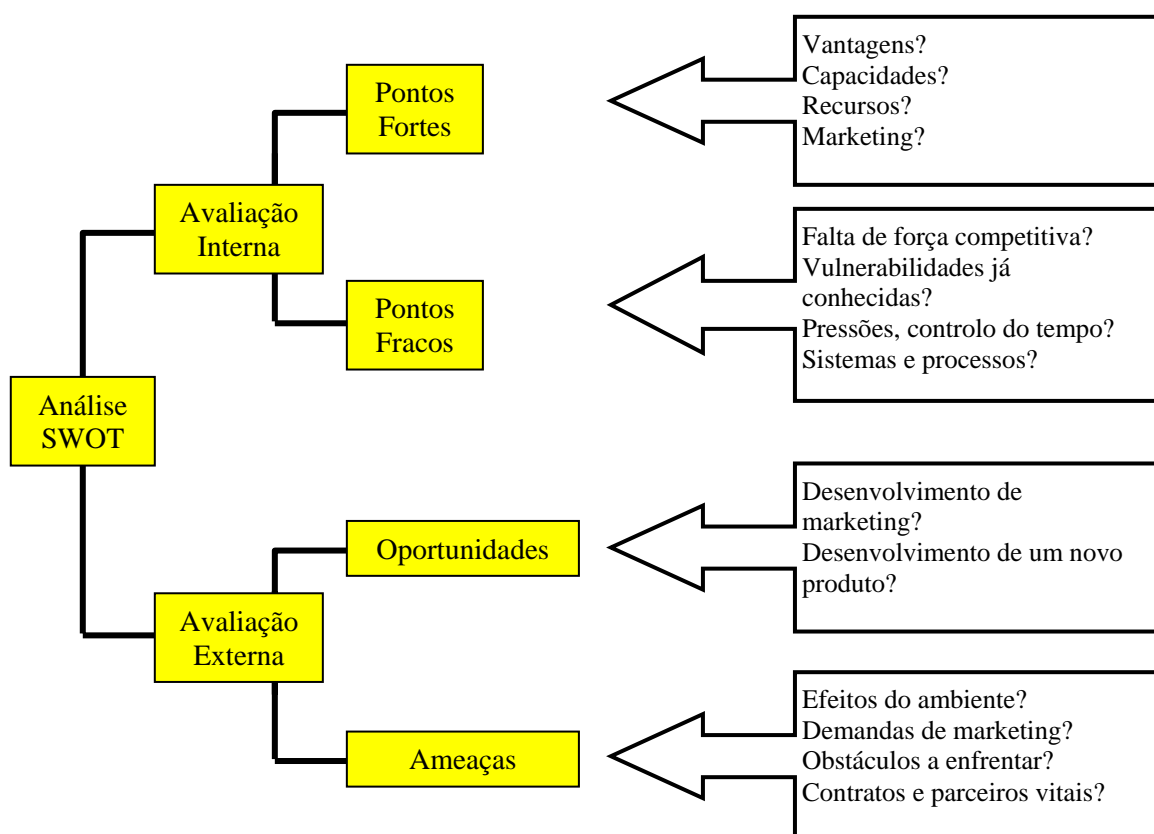 Análise
SWOT
Avaliação
Interna
Pontos
Fortes
Vantagens?
Capacidades?
Recursos?
Marketing?
Pontos
Fracos
Falta de força competitiva?
Vulnerabilidades já
conhecidas?
Pressões, controlo do tempo?
Sistemas e processos?
Avaliação
Externa
Oportunidades
Desenvolvimento de
marketing?
Desenvolvimento de um novo
produto?
Ameaças
Efeitos do ambiente?
Demandas de marketing?
Obstáculos a enfrentar?
Contratos e parceiros vitais?